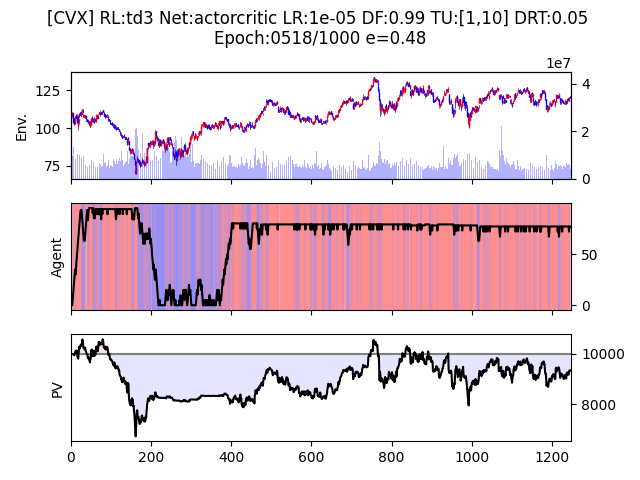 [CVX] RL:td3 Net:actorcritic LR:1e-05 DF:0.99 TU:[1,10] DRT:0.05
Epoch:0518/1000 e=0.48
1e7
125
100
75
Env.
4
2
0
Agent
50
0
PV
10000
8000
0
200
400
600
800
1000
1200